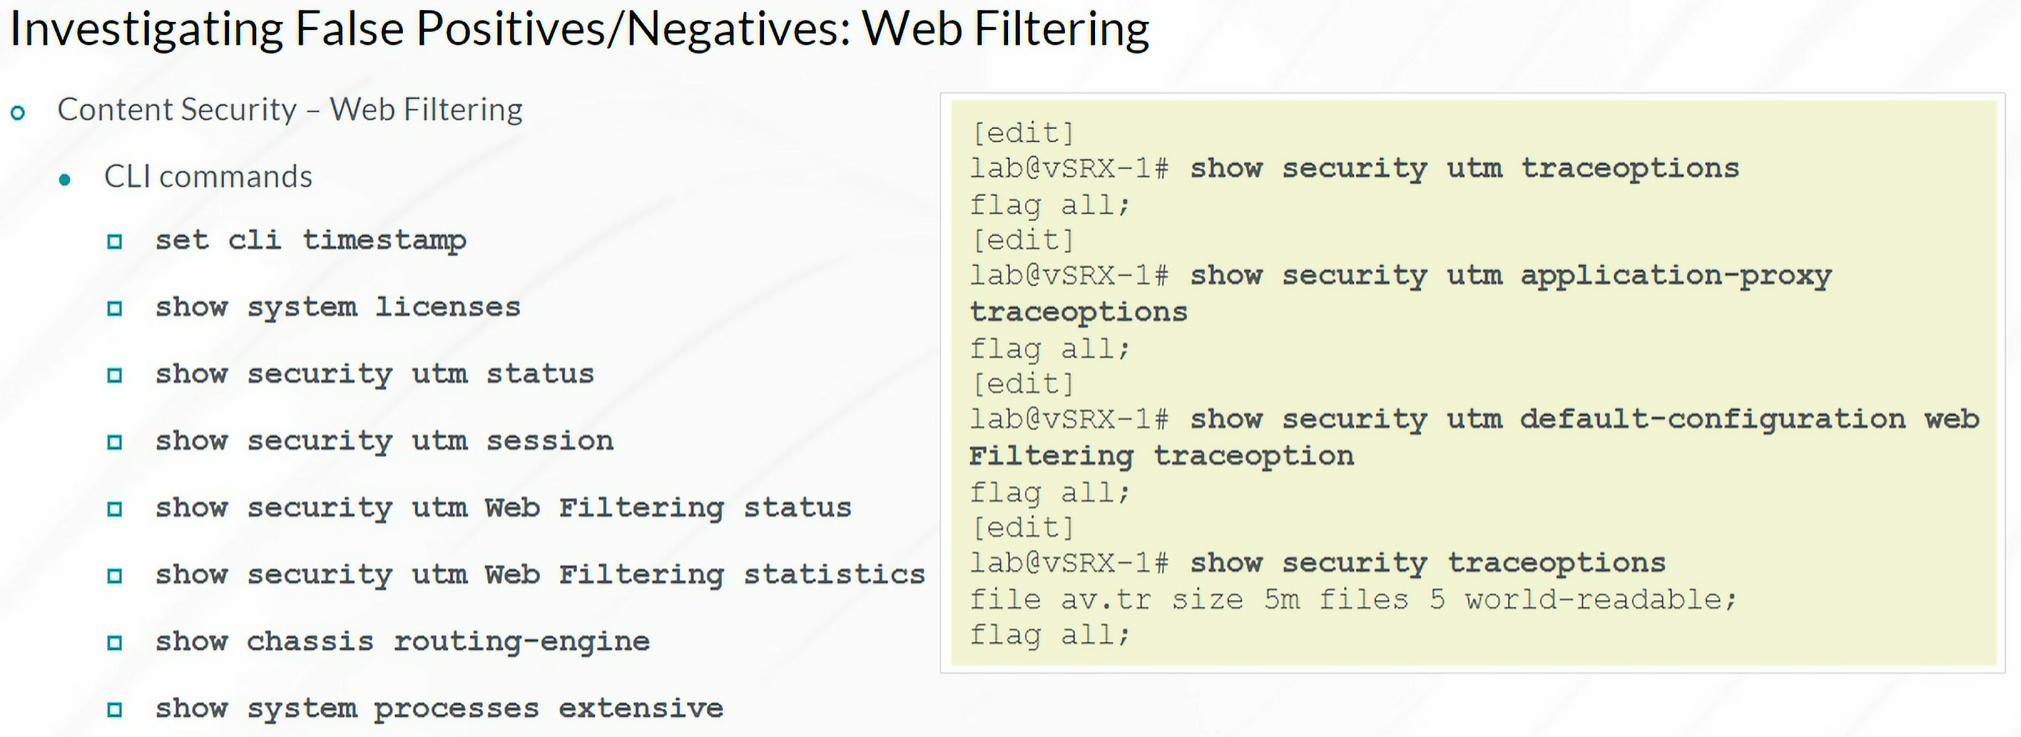 Investigating False Positives/Negatives: Web Filtering
Content Security – Web Filtering
CLI commands
set cli timestamp
show system licenses
show security utm status
show security utm session
show security utm Web Filtering status
show security utm Web Filtering statistics
show chassis routing-engine
show system processes extensive
[edit]
lab@vSRX-1# show security utm traceoptions
flag all;
[edit]
lab@vSRX-1# show security utm application-proxy
traceoptions
flag all;
[edit]
lab@vSRX-1# show security utm default-configuration web
Filtering traceoption
flag all;
[edit]
lab@vSRX-1# show security traceoptions
file av.tr size 5m files 5 world-readable;
flag all;